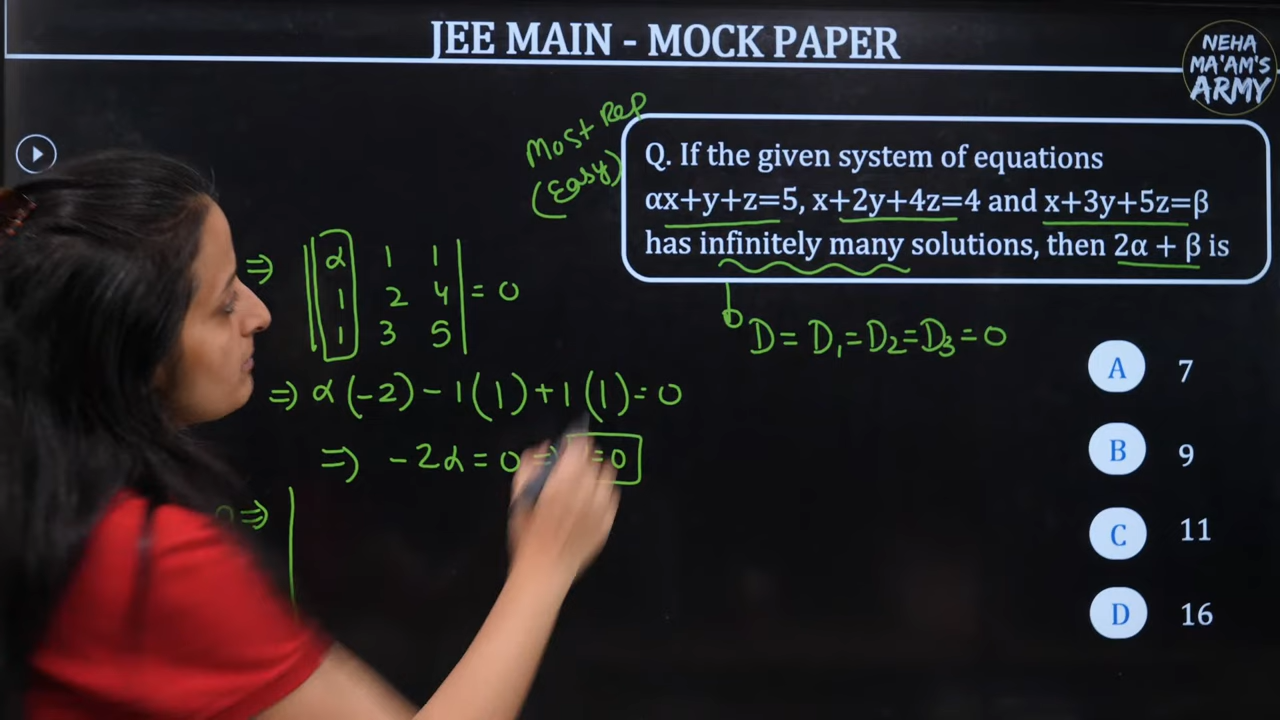 JEE MAIN - MOCK PAPER
NEHA
MA'AM'S
ARMY
Most Rep
(Easy)
Q. If the given system of equations
αx+y+z=5, x+2y+4z=4 and x+3y+5z=β
has infinitely many solutions, then 2α + β is
D = D₁ = D₂ = D₃ = 0
⇒ | α 1 1 |
| 1 2 4 | = 0
| 1 3 5 |
⇒ α(-2) - 1(1) + 1(1) = 0
⇒ -2α = 0 ⇒ = 0
⇒ |
A 7
B 9
C 11
D 16